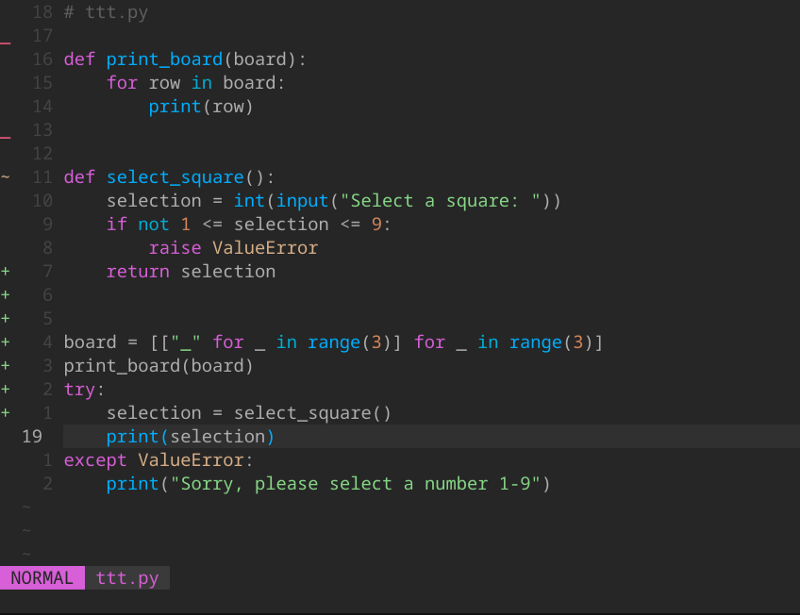 18 # ttt.py
17
16 def print_board(board):
15     for row in board:
14         print(row)
13
12
~ 11 def select_square():
10     selection = int(input("Select a square: "))
9     if not 1 <= selection <= 9:
8         raise ValueError
+ 7     return selection
+ 6
+ 5
+ 4 board = [["_" for _ in range(3)] for _ in range(3)]
+ 3 print_board(board)
+ 2 try:
+ 1     selection = select_square()
19     print(selection)
1 except ValueError:
2     print("Sorry, please select a number 1-9")
~
~
~
NORMAL ttt.py